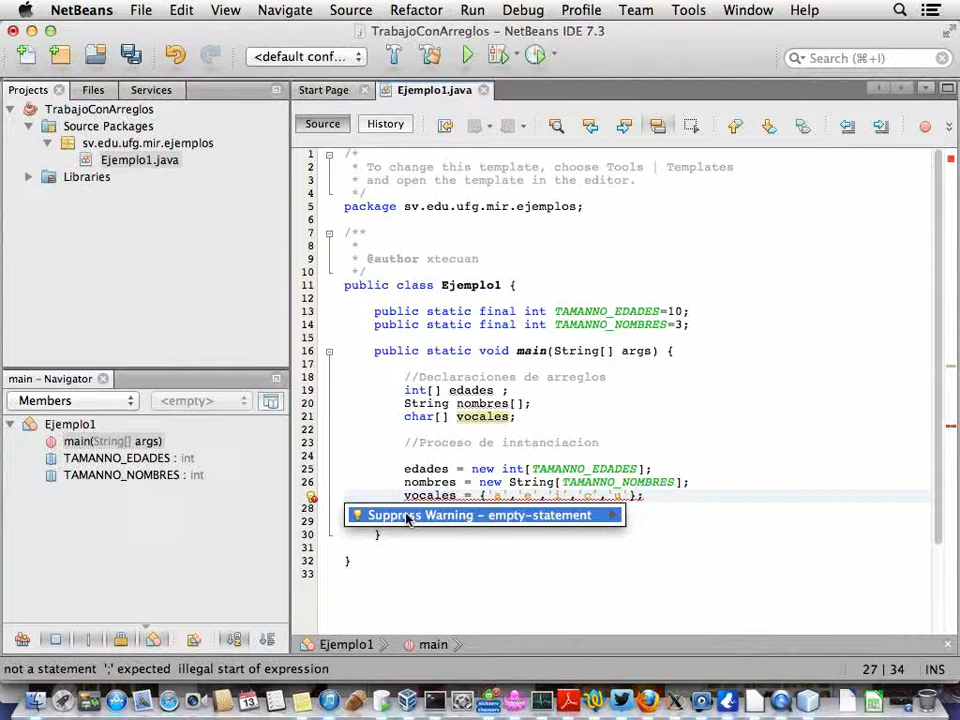 NetBeans File Edit View Navigate Source Refactor Run Debug Profile Team Tools Window Help
TrabajoConArreglos – NetBeans IDE 7.3
<default conf... Search (⌘+I)
Projects Files Services
TrabajoConArreglos
Source Packages
sv.edu.ufg.mir.ejemplos
Ejemplo1.java
Libraries
main – Navigator
Members <empty>
Ejemplo1
main(String[] args)
TAMANNO_EDADES : int
TAMANNO_NOMBRES : int
Start Page Ejemplo1.java
Source History
1 /*
2 * To change this template, choose Tools | Templates
3 * and open the template in the editor.
4 */
5 package sv.edu.ufg.mir.ejemplos;
6
7 /**
8 *
9 * @author xtecuan
10 */
11 public class Ejemplo1 {
12
13 public static final int TAMANNO_EDADES=10;
14 public static final int TAMANNO_NOMBRES=3;
15
16 public static void main(String[] args) {
17
18 //Declaraciones de arreglos
19 int[] edades ;
20 String nombres[];
21 char[] vocales;
22
23 //Proceso de instanciacion
24
25 edades = new int[TAMANNO_EDADES];
26 nombres = new String[TAMANNO_NOMBRES];
vocales = {'a','e','i','o','u'};
28 Suppress Warning – empty-statement
29
30 }
31
32 }
33
Ejemplo1 main
not a statement ';' expected illegal start of expression 27 | 34 INS